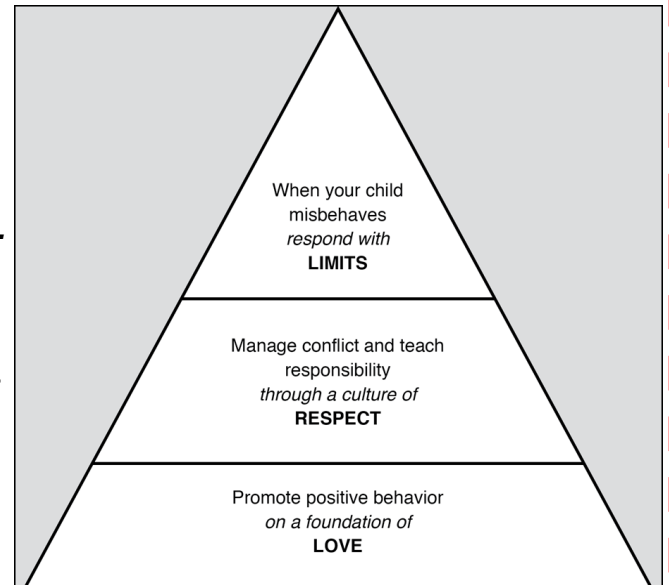 When your child
misbehaves
respond with
LIMITS
Manage conflict and teach
responsibility
through a culture of
RESPECT
Promote positive behavior
on a foundation of
LOVE